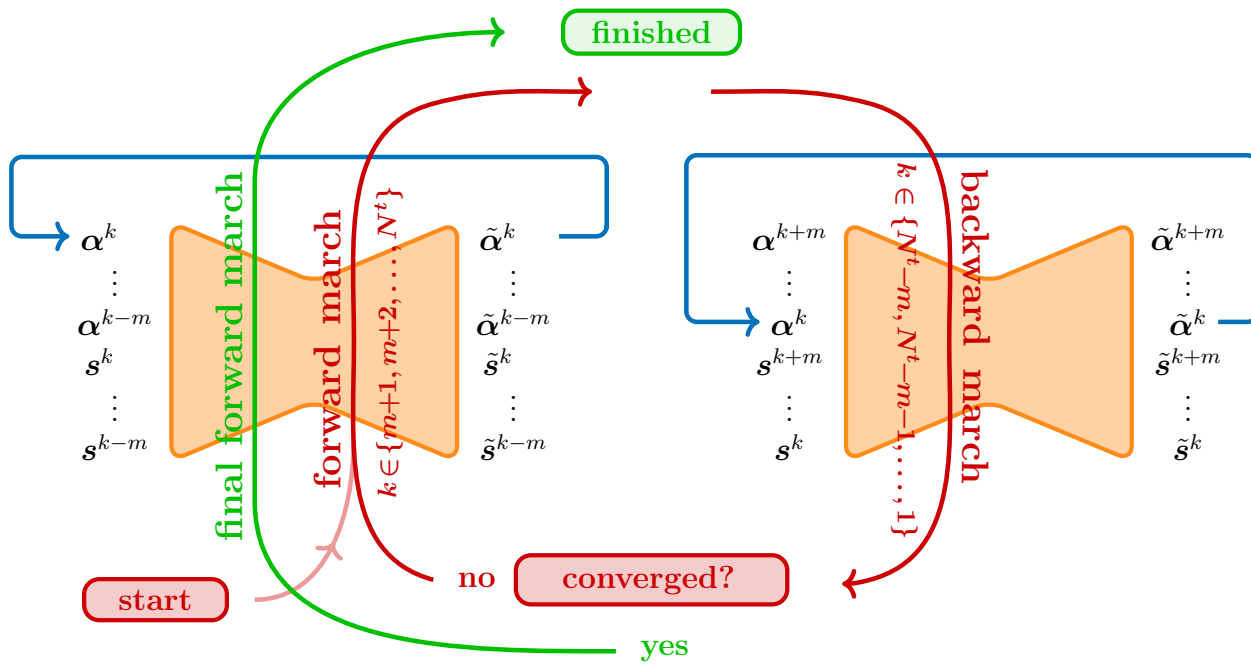 finished
final forward march
forward march
k ∈ {m+1, m+2, . . . , N^t}
k ∈ {N^t−m, N^t−m−1, . . . , 1}
backward march
α^k
⋮
α^{k−m}
s^k
⋮
s^{k−m}
α̃^k
⋮
α̃^{k−m}
s̃^k
⋮
s̃^{k−m}
α^{k+m}
⋮
α^k
s^{k+m}
⋮
s^k
α̃^{k+m}
⋮
α̃^k
s̃^{k+m}
⋮
s̃^k
start
no
converged?
yes